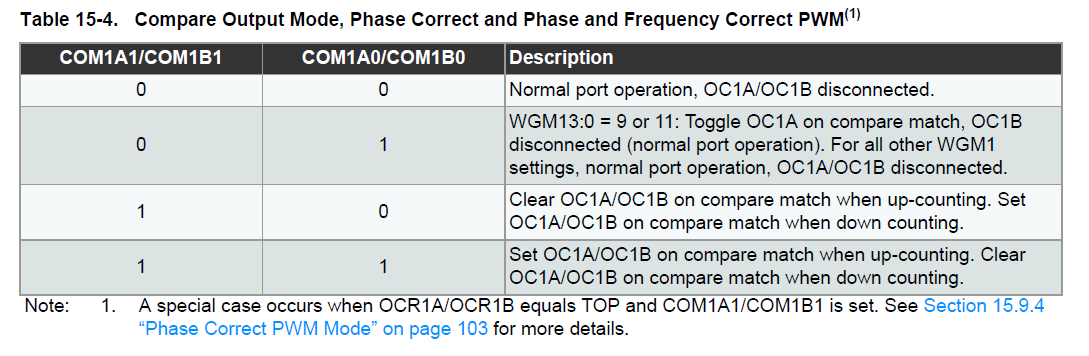 Table 15-4. Compare Output Mode, Phase Correct and Phase and Frequency Correct PWM(1)
COM1A1/COM1B1 COM1A0/COM1B0 Description
0 0 Normal port operation, OC1A/OC1B disconnected.
WGM13:0 = 9 or 11: Toggle OC1A on compare match, OC1B
0 1 disconnected (normal port operation). For all other WGM1
settings, normal port operation, OC1A/OC1B disconnected.
1 0 Clear OC1A/OC1B on compare match when up-counting. Set
OC1A/OC1B on compare match when down counting.
1 1 Set OC1A/OC1B on compare match when up-counting. Clear
OC1A/OC1B on compare match when down counting.
Note: 1. A special case occurs when OCR1A/OCR1B equals TOP and COM1A1/COM1B1 is set. See Section 15.9.4
“Phase Correct PWM Mode” on page 103 for more details.